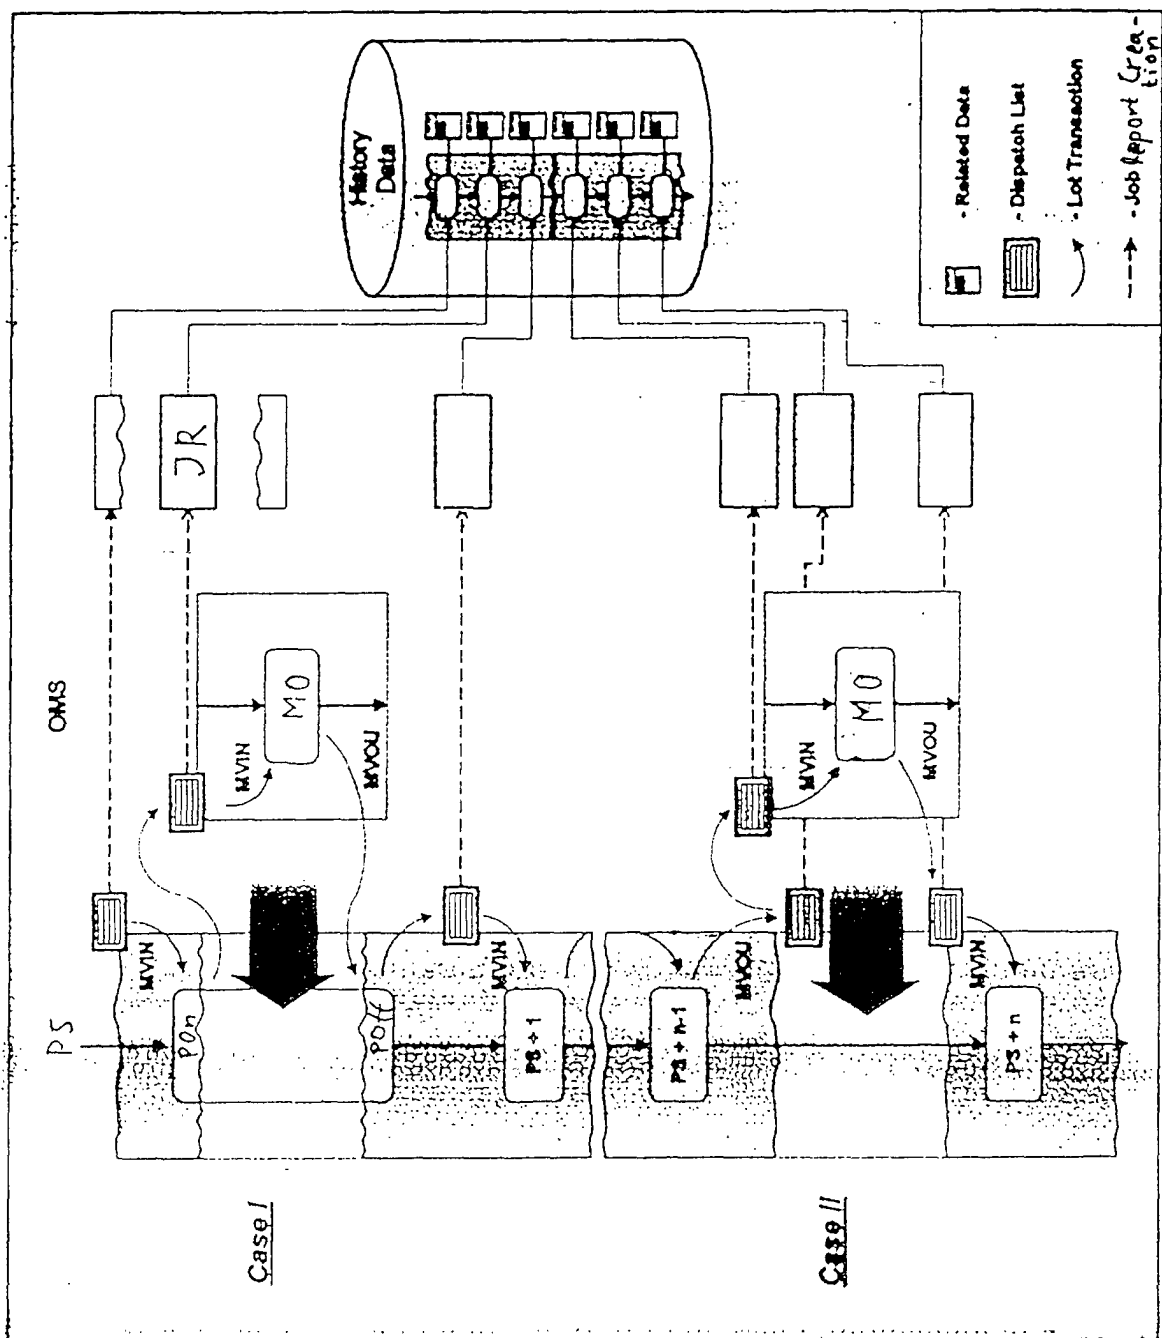 History
Data
- Related Data
- Dispatch List
- Lot Transaction
- Job Report Crea-
tion
OMS
JR
MO
MVIN
MVOU
MO
MVIN
MVOU
PS
POn
POff
MVIN
MVIN
PS + 1
PS + n-1
MVOU
MVIN
PS + n
Case I
Case II